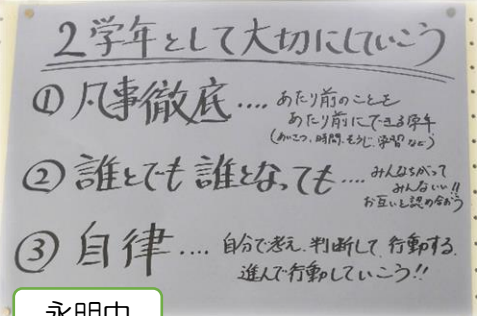 2学年として大切にしていこう
① 凡事徹底‥‥ あたり前のことを
あたり前にできる学年
(あいさつ、時間、そうじ、学習など)
② 誰とでも 誰となっても‥‥ みんなちがって
みんないい!!
お互いを認め合おう
③ 自律‥‥ 自分で考え、判断して、行動する。
進んで行動していこう!!
永明中